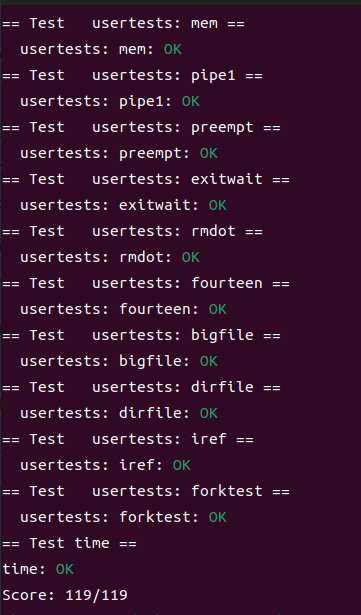 == Test   usertests: mem ==
  usertests: mem: OK
== Test   usertests: pipe1 ==
  usertests: pipe1: OK
== Test   usertests: preempt ==
  usertests: preempt: OK
== Test   usertests: exitwait ==
  usertests: exitwait: OK
== Test   usertests: rmdot ==
  usertests: rmdot: OK
== Test   usertests: fourteen ==
  usertests: fourteen: OK
== Test   usertests: bigfile ==
  usertests: bigfile: OK
== Test   usertests: dirfile ==
  usertests: dirfile: OK
== Test   usertests: iref ==
  usertests: iref: OK
== Test   usertests: forktest ==
  usertests: forktest: OK
== Test time ==
time: OK
Score: 119/119